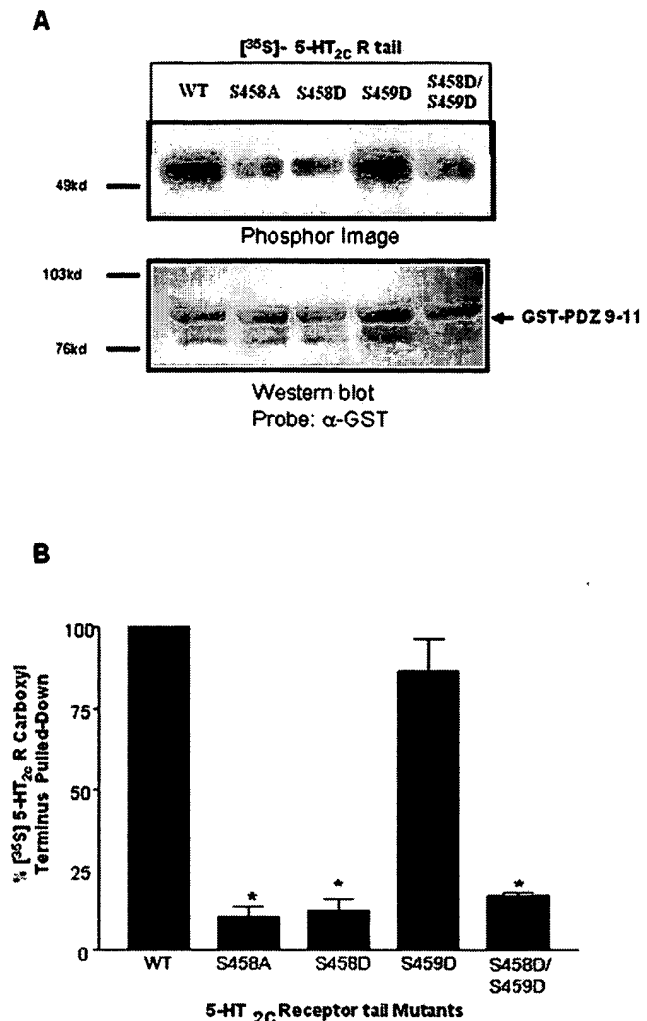 A
[³⁵S]- 5-HT₂C R tail
WT S458A S458D S459D S458D/
S459D
49kd
Phosphor Image
103kd
GST-PDZ 9-11
76kd
Western blot
Probe: α-GST
B
% [³⁵S] 5-HT₂c R Carboxyl
Terminus Pulled-Down
100
75
50
25
0
* * *
WT S458A S458D S459D S458D/
S459D
5-HT ₂C Receptor tail Mutants